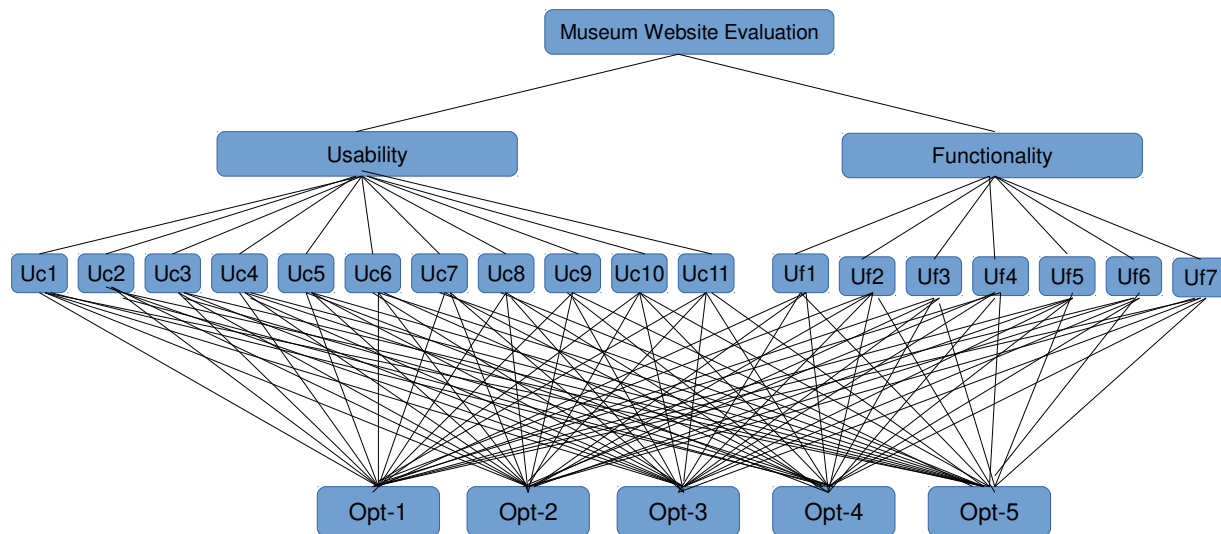 Museum Website Evaluation
Usability
Functionality
Uc1
Uc2
Uc3
Uc4
Uc5
Uc6
Uc7
Uc8
Uc9
Uc10
Uc11
Uf1
Uf2
Uf3
Uf4
Uf5
Uf6
Uf7
Opt-1
Opt-2
Opt-3
Opt-4
Opt-5